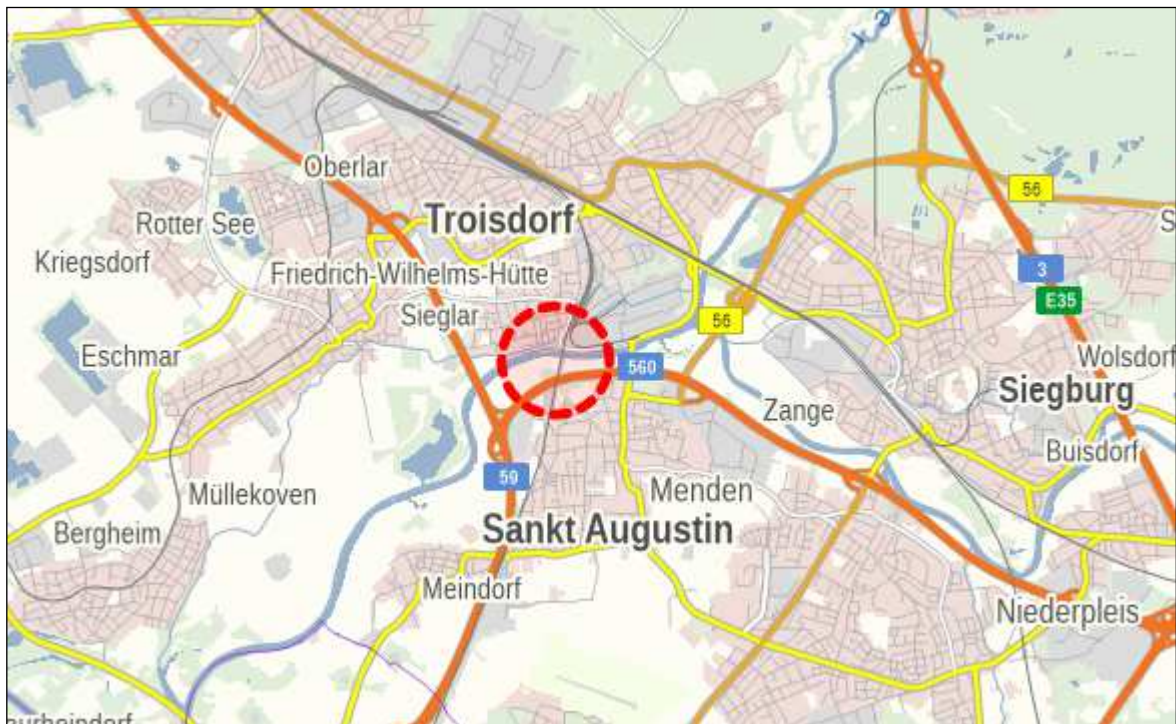 Oberlar
56
Troisdorf
Rotter See
Kriegsdorf
Friedrich-Wilhelms-Hütte
3
E35
Sieglar
56
Eschmar
560
Wolsdorf
Siegburg
Zange
Buisdorf
59
Menden
Müllekoven
Sankt Augustin
Bergheim
Meindorf
Niederpleis